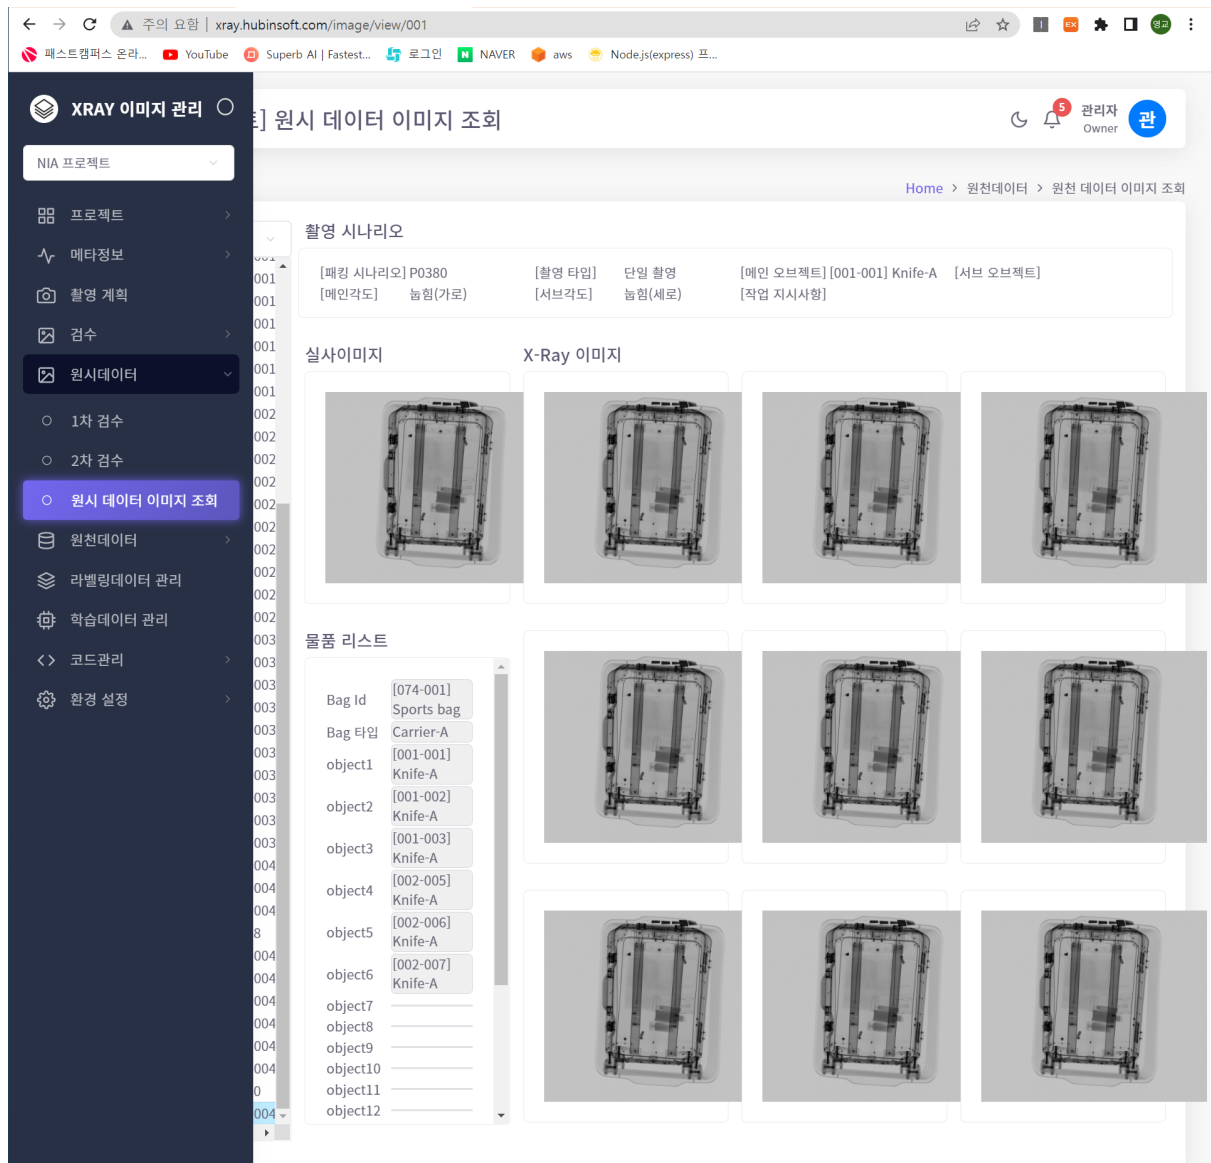 주의 요함 | xray.hubinsoft.com/image/view/001
EX
영교
패스트캠퍼스 온라...
YouTube
Superb AI | Fastest...
로그인
N NAVER
aws
Node.js(express) 프...
XRAY 이미지 관리
] 원시 데이터 이미지 조회
5
관리자
Owner
관
NIA 프로젝트
Home > 원천데이터 > 원천 데이터 이미지 조회
프로젝트
메타정보
촬영 계획
검수
원시데이터
1차 검수
2차 검수
원시 데이터 이미지 조회
원천데이터
라벨링데이터 관리
학습데이터 관리
코드관리
환경 설정
001
001
001
001
001
001
002
002
002
002
002
002
002
002
002
002
003
003
003
003
003
003
003
003
003
003
004
004
004
8
004
004
004
004
004
004
0
004
촬영 시나리오
[패킹 시나리오] P0380
[촬영 타입] 단일 촬영
[메인 오브젝트] [001-001] Knife-A
[서브 오브젝트]
[메인각도] 눕힘(가로)
[서브각도] 눕힘(세로)
[작업 지시사항]
실사이미지
X-Ray 이미지
물품 리스트
Bag Id [074-001]
Sports bag
Bag 타입 Carrier-A
object1 [001-001]
Knife-A
object2 [001-002]
Knife-A
object3 [001-003]
Knife-A
object4 [002-005]
Knife-A
object5 [002-006]
Knife-A
object6 [002-007]
Knife-A
object7
object8
object9
object10
object11
object12